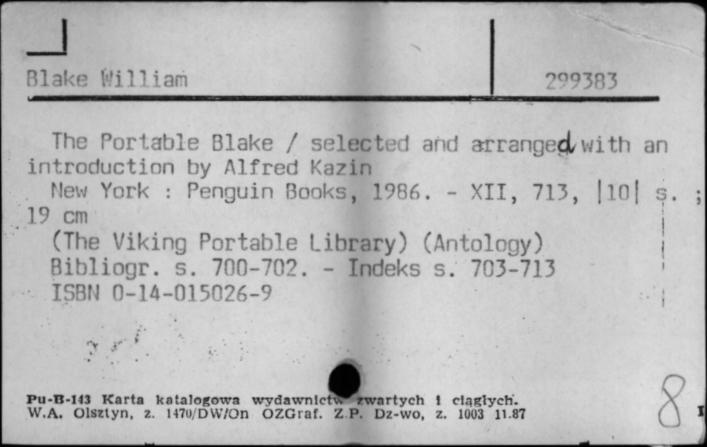 Blake William 299383
The Portable Blake / selected and arranged with an
introduction by Alfred Kazin
New York : Penguin Books, 1986. - XII, 713, |10| s. ;
19 cm
(The Viking Portable Library) (Antology)
Bibliogr. s. 700-702. - Indeks s. 703-713
ISBN 0-14-015026-9
Pu-B-143 Karta katalogowa wydawnictw zwartych i ciągłych.
W.A. Olsztyn, z. 1470/DW/On OZGraf. Z.P. Dz-wo, z. 1003 11.87
8